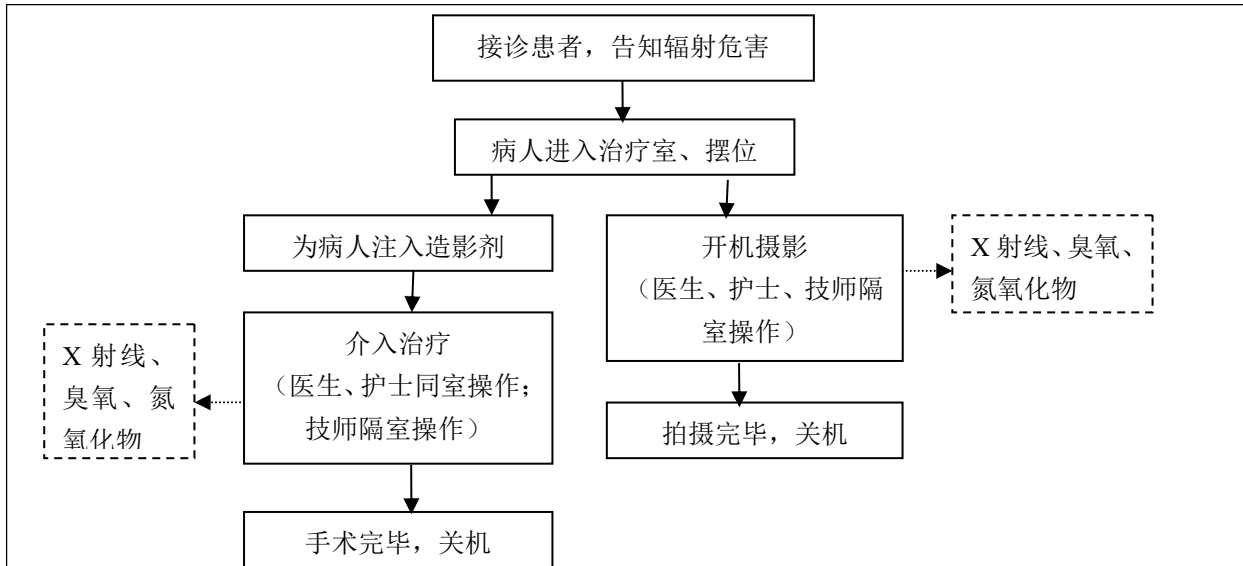 接诊患者，告知辐射危害
病人进入治疗室、摆位
为病人注入造影剂
开机摄影
（医生、护士、技师隔
室操作）
X 射线、臭氧、
氮氧化物
介入治疗
（医生、护士同室操作；
技师隔室操作）
X 射线、
臭氧、氮
氧化物
拍摄完毕，关机
手术完毕，关机